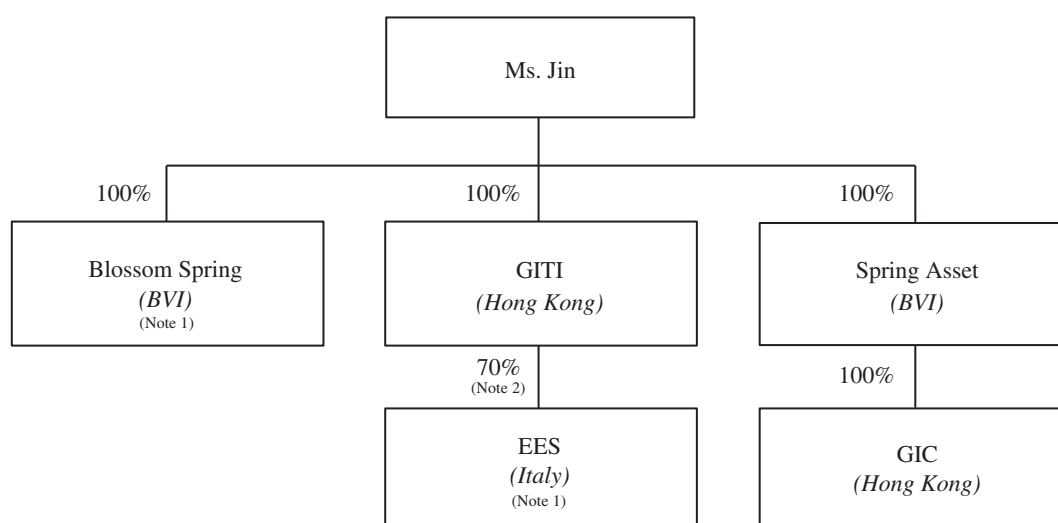 Ms. Jin
100%
100%
100%
Blossom Spring
(BVI)
(Note 1)
GITI
(Hong Kong)
Spring Asset
(BVI)
70%
(Note 2)
100%
EES
(Italy)
(Note 1)
GIC
(Hong Kong)